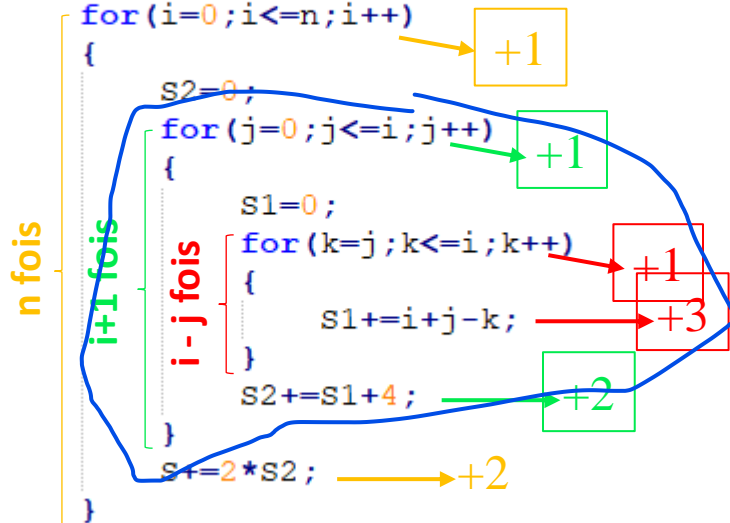 for(i=0;i<=n;i++)
+1
{
S2=0;
for(j=0;j<=i;j++)
+1
{
S1=0;
for(k=j;k<=i;k++)
+1
{
S1+=i+j-k;
+3
}
S2+=S1+4;
+2
}
S+=2*S2;
+2
}
n fois
i+1 fois
i - j fois